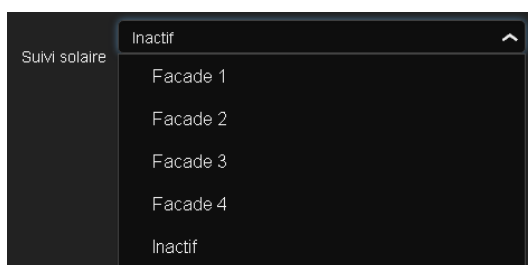 Inactif
Suivi solaire
Facade 1
Facade 2
Facade 3
Facade 4
Inactif